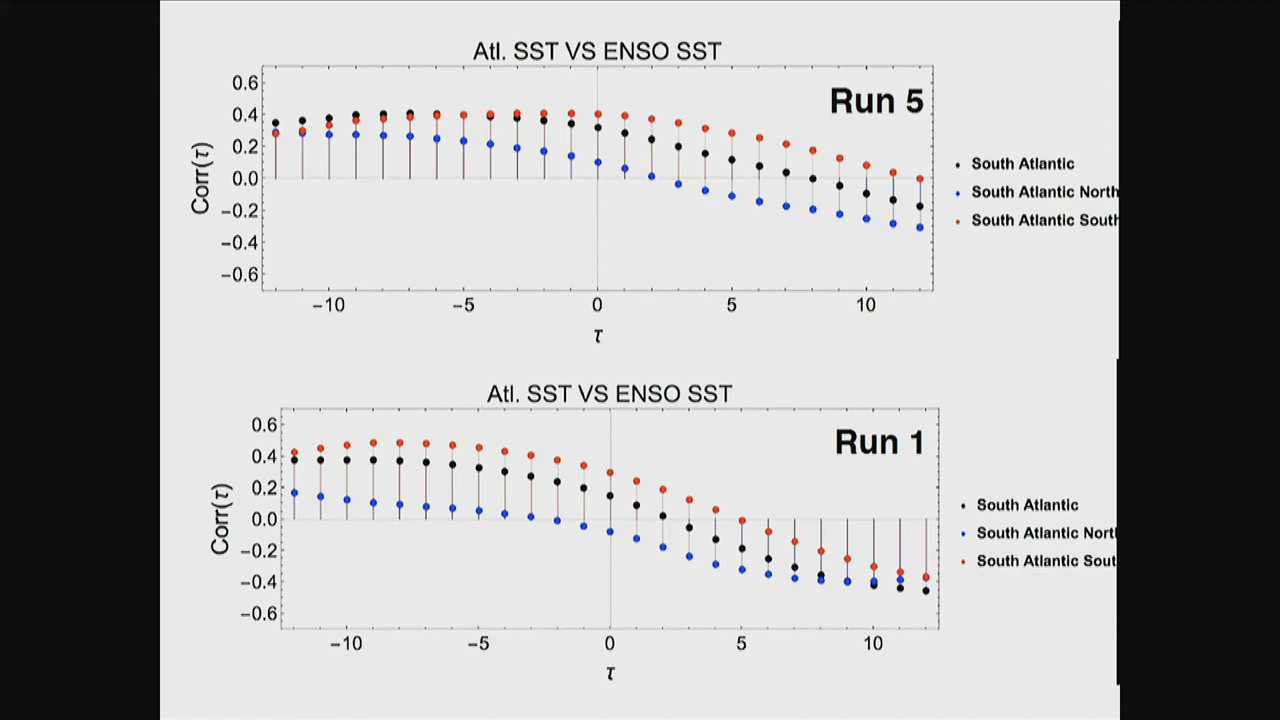 Atl. SST VS ENSO SST
Run 5
0.6
0.4
0.2
0.0
−0.2
−0.4
−0.6
Corr(τ)
−10 −5 0 5 10
τ
South Atlantic
South Atlantic North
South Atlantic South
Atl. SST VS ENSO SST
Run 1
0.6
0.4
0.2
0.0
−0.2
−0.4
−0.6
Corr(τ)
−10 −5 0 5 10
τ
South Atlantic
South Atlantic Nort
South Atlantic Sout